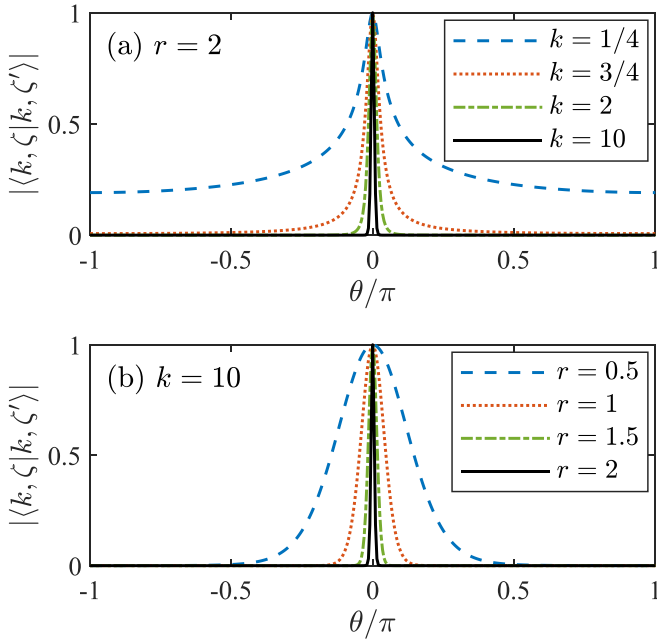 (a) r = 2
k = 1/4
k = 3/4
k = 2
k = 10
|⟨k, ζ|k, ζ′⟩|
1
0.5
0
-1 -0.5 0 0.5 1
θ/π
(b) k = 10
r = 0.5
r = 1
r = 1.5
r = 2
|⟨k, ζ|k, ζ′⟩|
1
0.5
0
-1 -0.5 0 0.5 1
θ/π